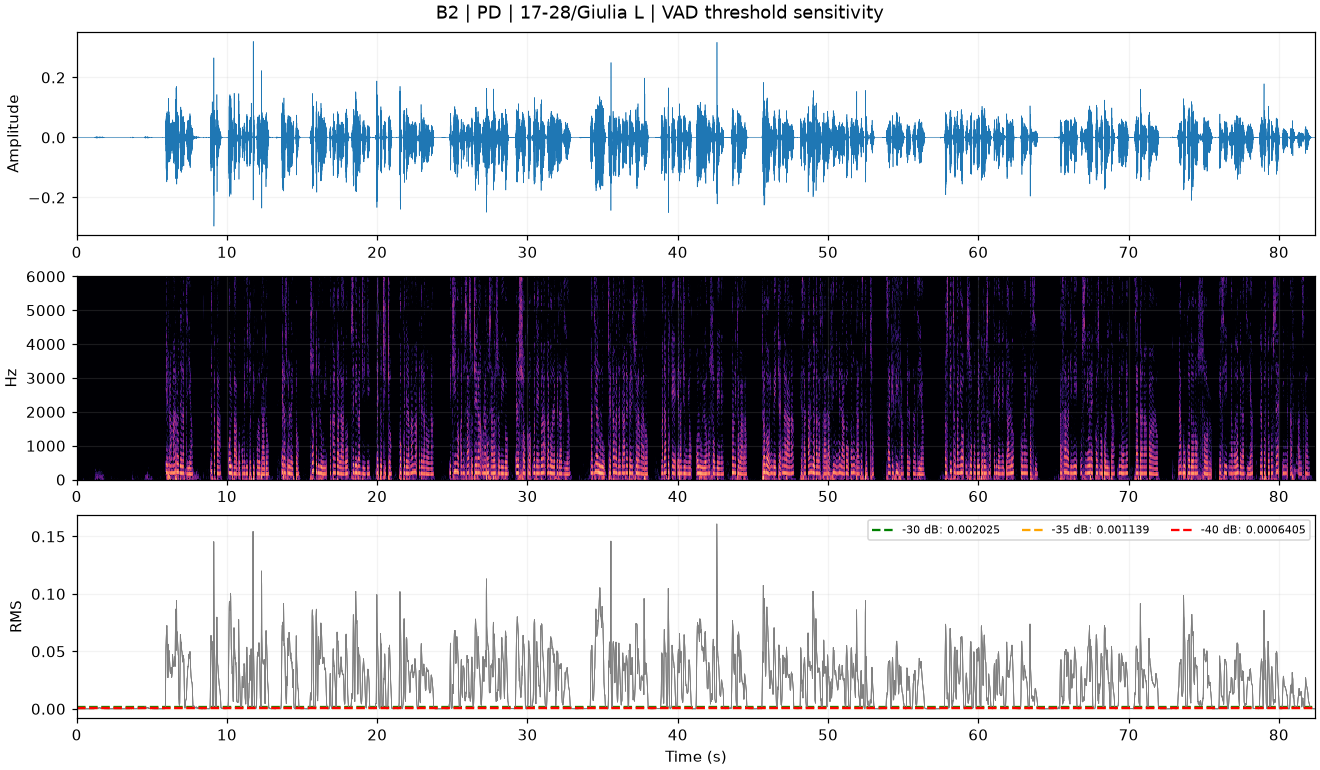 B2 | PD | 17-28/Giulia L | VAD threshold sensitivity
Amplitude
0.2
0.0
−0.2
0 10 20 30 40 50 60 70 80
Hz
6000
5000
4000
3000
2000
1000
0
0 10 20 30 40 50 60 70 80
RMS
0.15
0.10
0.05
0.00
-30 dB: 0.002025 -35 dB: 0.001139 -40 dB: 0.0006405
0 10 20 30 40 50 60 70 80
Time (s)